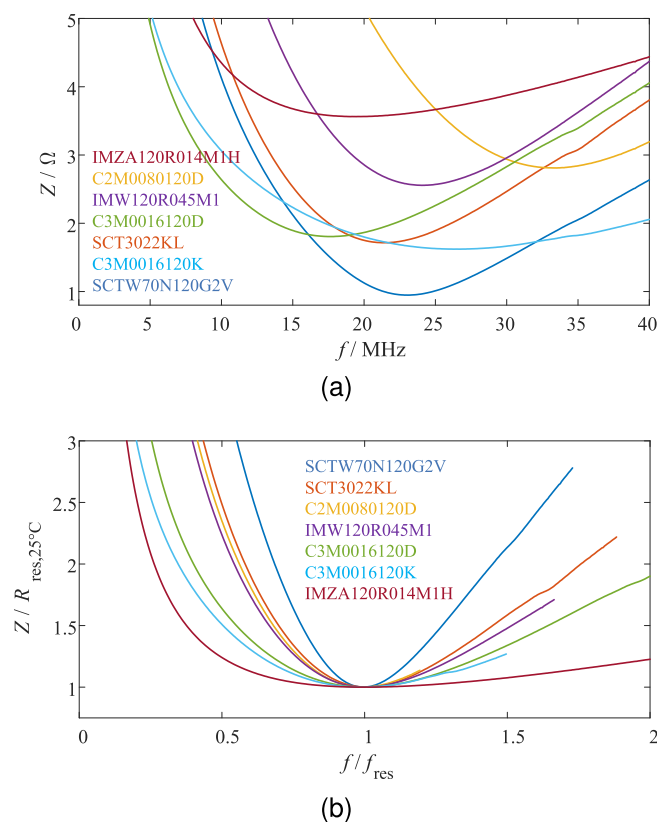 5
4
3
2
1
Z / Ω
IMZA120R014M1H
C2M0080120D
IMW120R045M1
C3M0016120D
SCT3022KL
C3M0016120K
SCTW70N120G2V
0 5 10 15 20 25 30 35 40
f / MHz
(a)
3
2.5
2
1.5
1
Z / R res,25°C
SCTW70N120G2V
SCT3022KL
C2M0080120D
IMW120R045M1
C3M0016120D
C3M0016120K
IMZA120R014M1H
0 0.5 1 1.5 2
f / fres
(b)